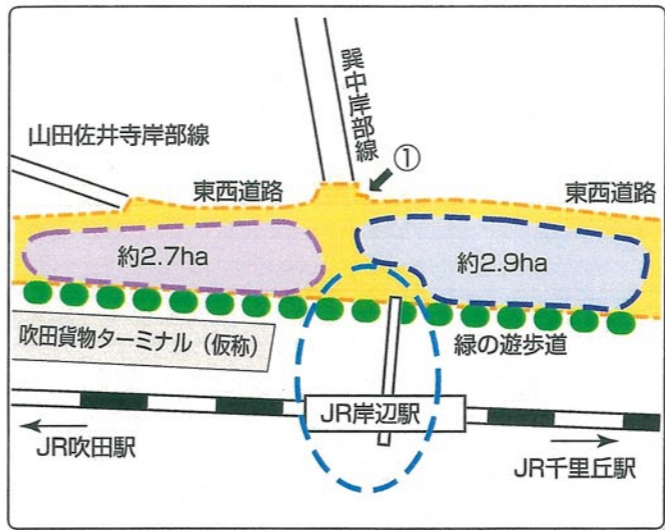 巽中岸部線
①
山田佐井寺岸部線
東西道路
東西道路
約2.7ha
約2.9ha
吹田貨物ターミナル（仮称）
緑の遊歩道
JR岸辺駅
JR吹田駅
JR千里丘駅